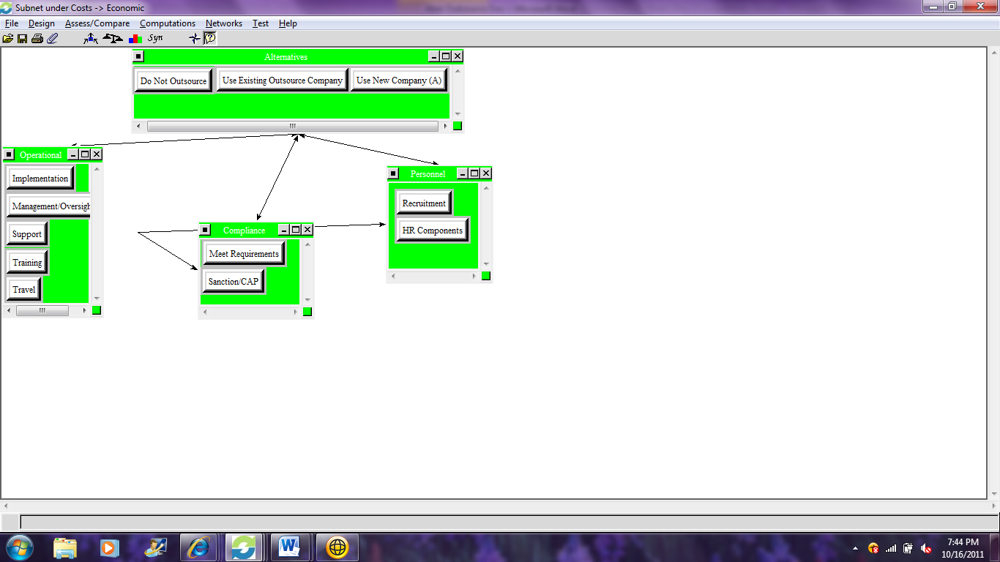 Subnet under Costs -> Economic
File Design Assess/Compare Computations Networks Test Help
Syn
Alternatives
Do Not Outsource Use Existing Outsource Company Use New Company (A)
Operational
Implementation
Management/Oversigh
Support
Training
Travel
Compliance
Meet Requirements
Sanction/CAP
Personnel
Recruitment
HR Components
7:44 PM
10/16/2011